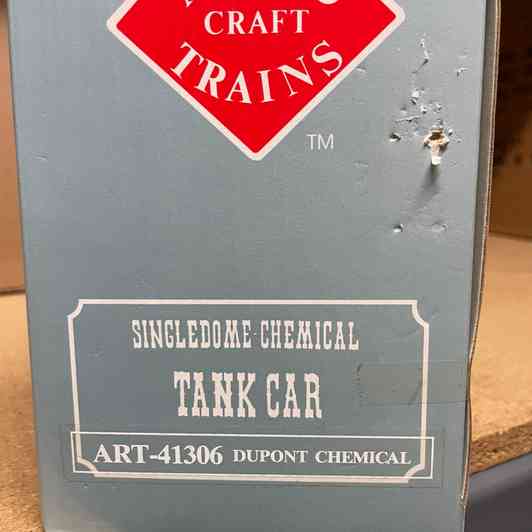 CRAFT
TRAINS
TM
SINGLEDOME-CHEMICAL
TANK CAR
ART-41306 DUPONT CHEMICAL